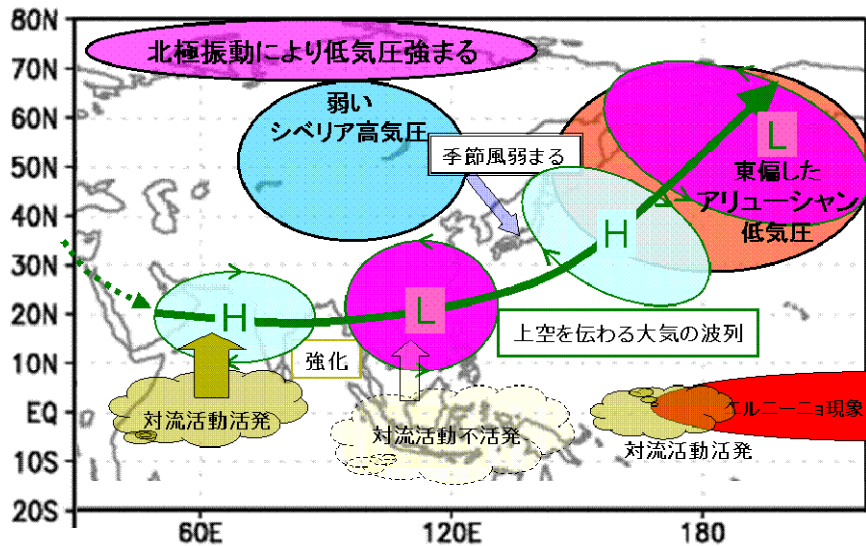 80N
70N
60N
50N
40N
30N
20N
10N
EQ
10S
20S
60E
120E
180
北極振動により低気圧強まる
弱い
シベリア高気圧
季節風弱まる
L
東偏した
アリューシャン
低気圧
H
H
L
上空を伝わる大気の波列
強化
対流活動活発
対流活動不活発
エルニーニョ現象
対流活動活発